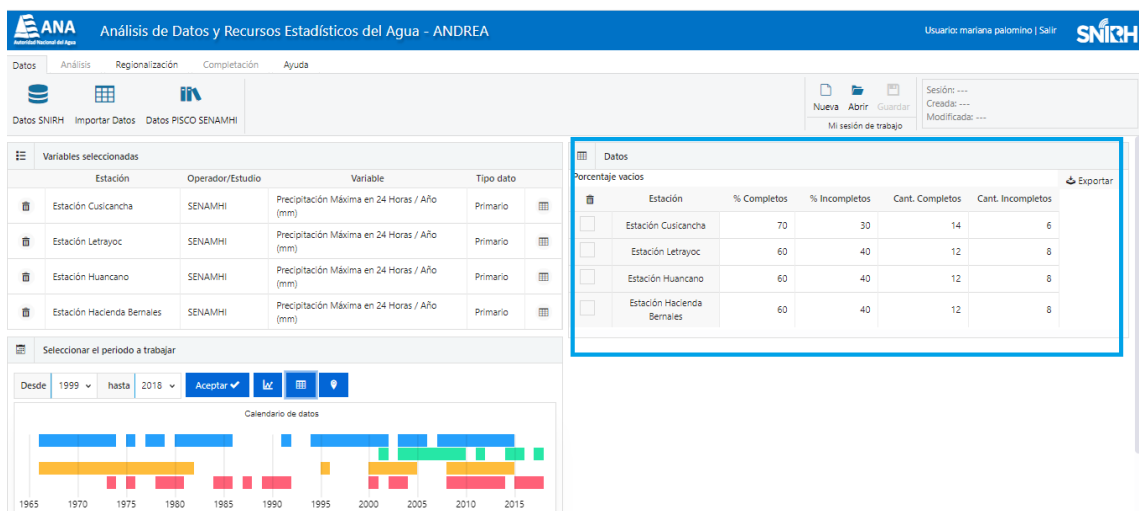 ANA
Autoridad Nacional del Agua
Análisis de Datos y Recursos Estadísticos del Agua - ANDREA
Usuario: mariana palomino | Salir
SNIRH
Datos Análisis Regionalización Completación Ayuda
Datos SNIRH Importar Datos Datos PISCO SENAMHI
Nueva Abrir Guardar
Mi sesión de trabajo
Sesión: ---
Creada: ---
Modificada: ---
Variables seleccionadas
Estación Operador/Estudio Variable Tipo dato
Estación Cusicancha SENAMHI Precipitación Máxima en 24 Horas / Año (mm) Primario
Estación Letrayoc SENAMHI Precipitación Máxima en 24 Horas / Año (mm) Primario
Estación Huancano SENAMHI Precipitación Máxima en 24 Horas / Año (mm) Primario
Estación Hacienda Bernales SENAMHI Precipitación Máxima en 24 Horas / Año (mm) Primario
Seleccionar el periodo a trabajar
Desde 1999 hasta 2018 Aceptar
Calendario de datos
1965 1970 1975 1980 1985 1990 1995 2000 2005 2010 2015
Datos
Porcentaje vacios
Exportar
Estación % Completos % Incompletos Cant. Completos Cant. Incompletos
Estación Cusicancha 70 30 14 6
Estación Letrayoc 60 40 12 8
Estación Huancano 60 40 12 8
Estación Hacienda Bernales 60 40 12 8